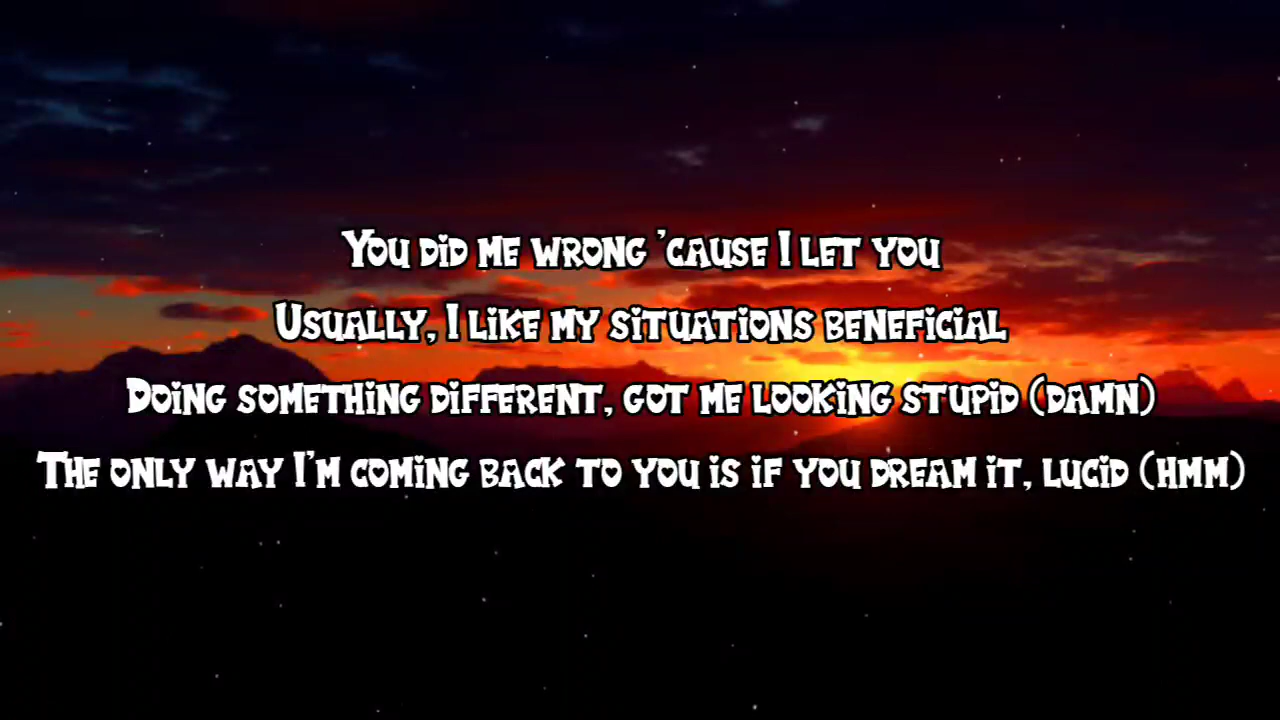 You did me wrong 'cause I let you
Usually, I like my situations beneficial
Doing something different, got me looking stupid (damn)
The only way I'm coming back to you is if you dream it, lucid (hmm)